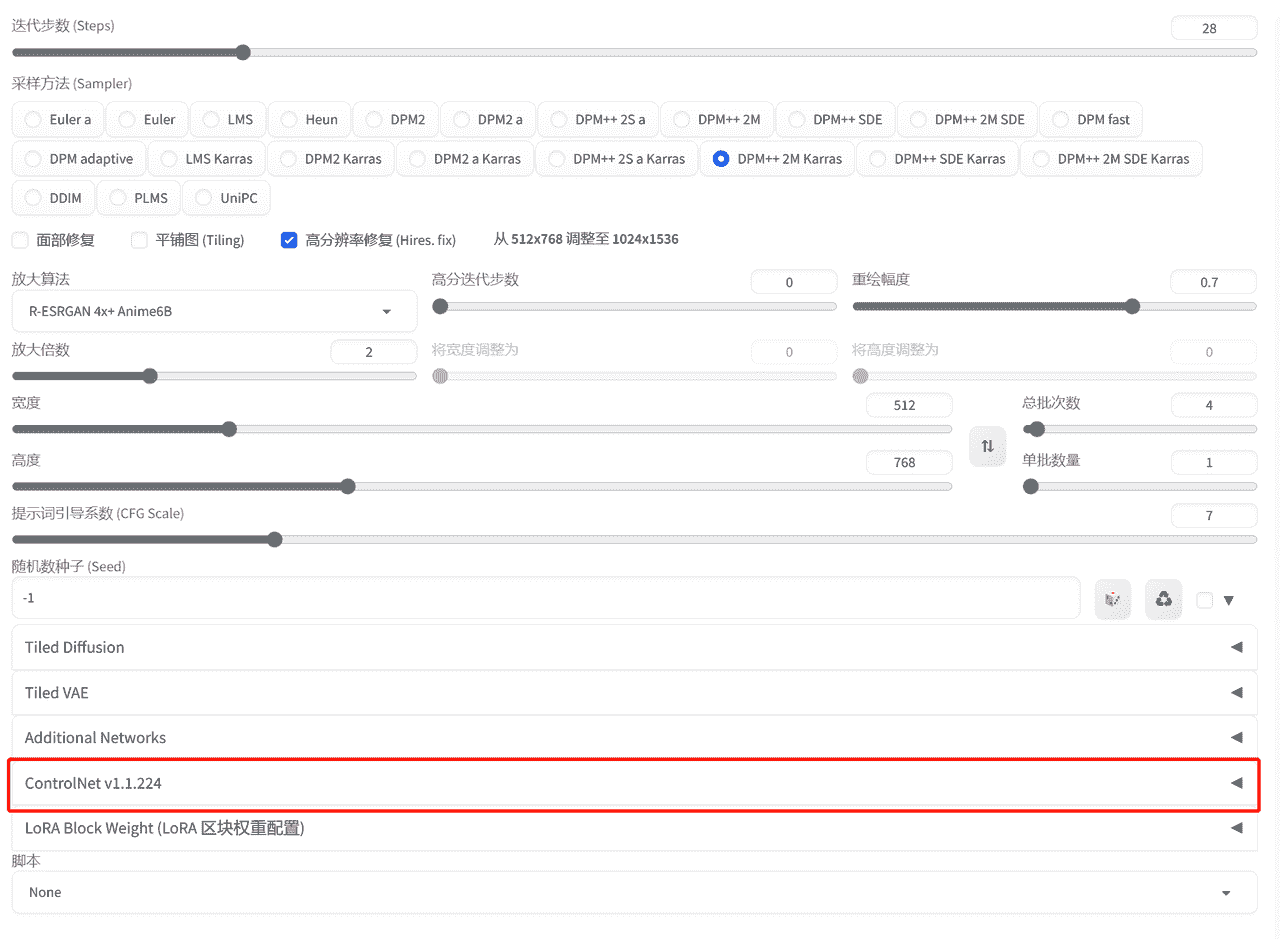 迭代步数 (Steps) 28
采样方法 (Sampler)
Euler a Euler LMS Heun DPM2 DPM2 a DPM++ 2S a DPM++ 2M DPM++ SDE DPM++ 2M SDE DPM fast
DPM adaptive LMS Karras DPM2 Karras DPM2 a Karras DPM++ 2S a Karras DPM++ 2M Karras DPM++ SDE Karras DPM++ 2M SDE Karras
DDIM PLMS UniPC
面部修复 平铺图 (Tiling) 高分辨率修复 (Hires. fix) 从 512x768 调整至 1024x1536
放大算法 高分迭代步数 0 重绘幅度 0.7
R-ESRGAN 4x+ Anime6B
放大倍数 2 将宽度调整为 0 将高度调整为 0
宽度 512 总批次数 4
高度 768 单批数量 1
提示词引导系数 (CFG Scale) 7
随机数种子 (Seed)
-1
Tiled Diffusion
Tiled VAE
Additional Networks
ControlNet v1.1.224
LoRA Block Weight (LoRA 区块权重配置)
脚本
None